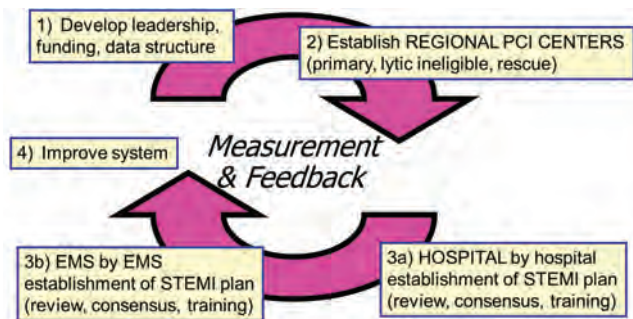 1) Develop leadership,
funding, data structure
2) Establish REGIONAL PCI CENTERS
(primary, lytic ineligible, rescue)
4) Improve system
Measurement
& Feedback
3b) EMS by EMS
establishment of STEMI plan
(review, consensus, training)
3a) HOSPITAL by hospital
establishment of STEMI plan
(review, consensus, training)